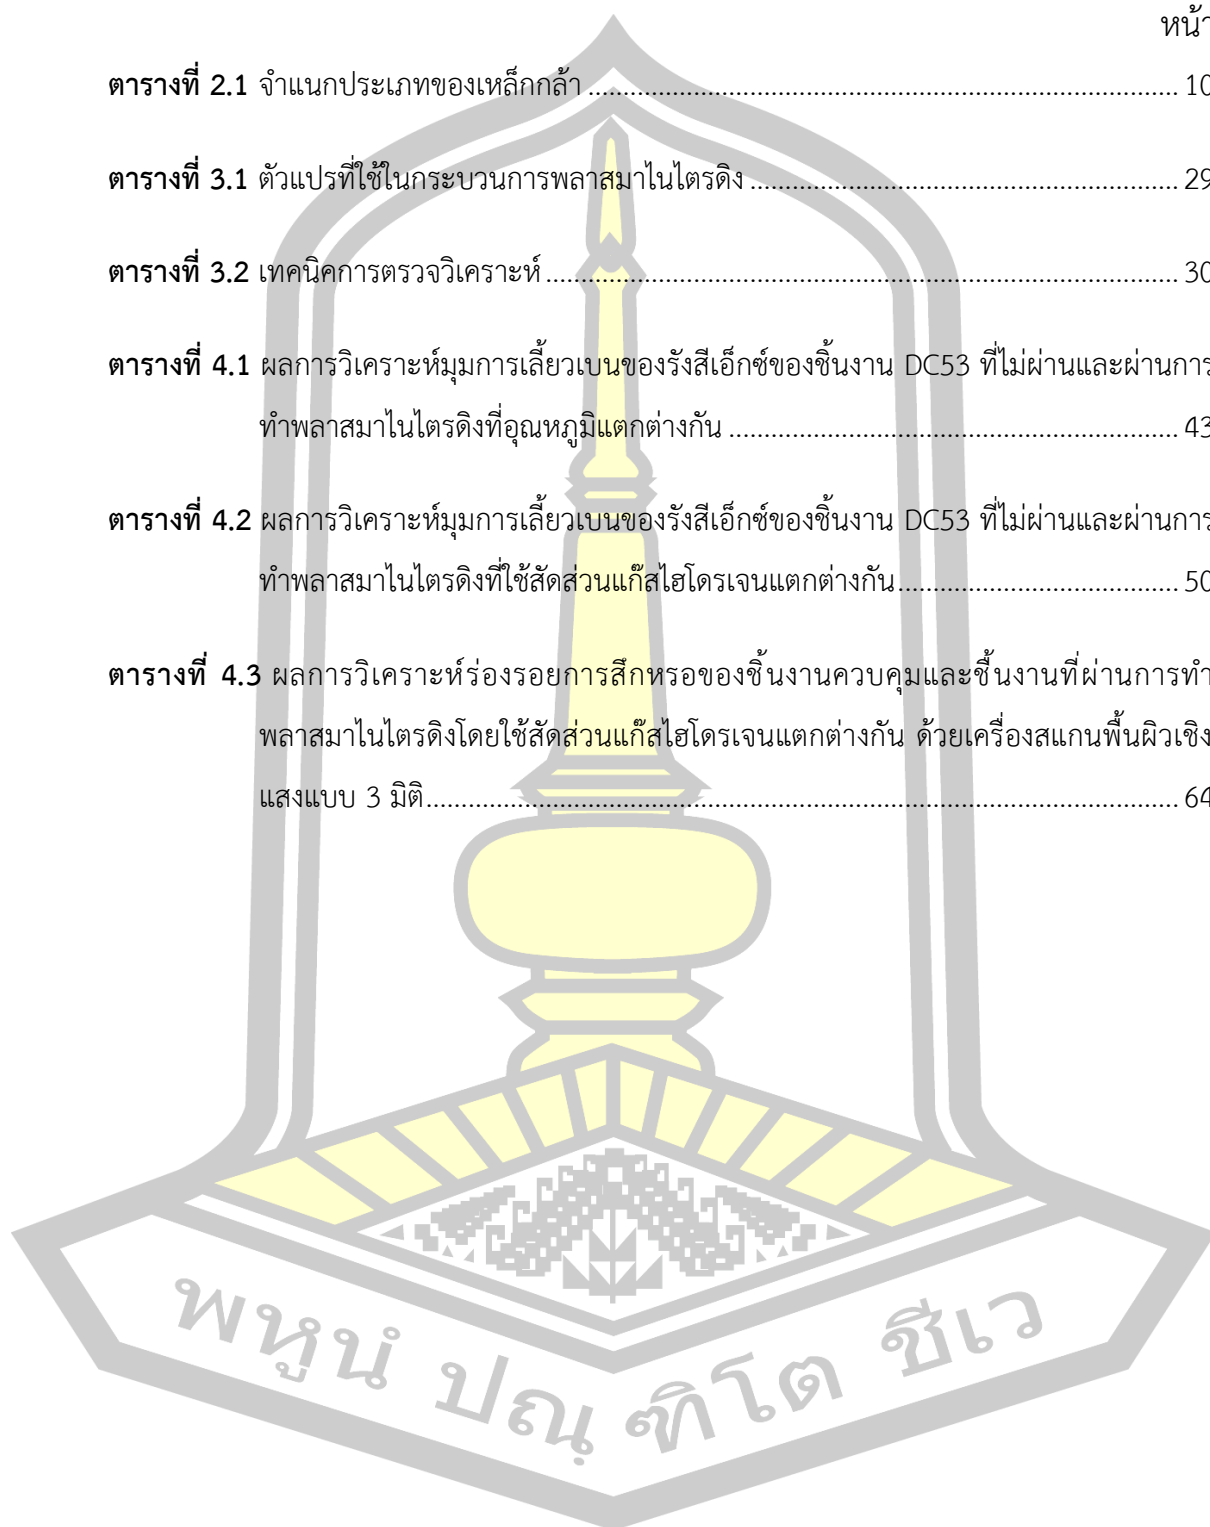 หน้า
ตารางที่ 2.1 จำแนกประเภทของเหล็กกล้า ........................................................................ 10
ตารางที่ 3.1 ตัวแปรที่ใช้ในกระบวนการพลาสมาไนไตรดิง .................................................... 29
ตารางที่ 3.2 เทคนิคการตรวจวิเคราะห์ ............................................................................. 30
ตารางที่ 4.1 ผลการวิเคราะห์มุมการเลี้ยวเบนของรังสีเอ็กซ์ของชิ้นงาน DC53 ที่ไม่ผ่านและผ่านการ
ทำพลาสมาไนไตรดิงที่อุณหภูมิแตกต่างกัน ....................................................... 43
ตารางที่ 4.2 ผลการวิเคราะห์มุมการเลี้ยวเบนของรังสีเอ็กซ์ของชิ้นงาน DC53 ที่ไม่ผ่านและผ่านการ
ทำพลาสมาไนไตรดิงที่ใช้สัดส่วนแก๊สไฮโดรเจนแตกต่างกัน .................................. 50
ตารางที่ 4.3 ผลการวิเคราะห์ร่องรอยการสึกหรอของชิ้นงานควบคุมและชื้นงานที่ผ่านการทำ
พลาสมาไนไตรดิงโดยใช้สัดส่วนแก๊สไฮโดรเจนแตกต่างกัน ด้วยเครื่องสแกนพื้นผิวเชิง
แสงแบบ 3 มิติ ........................................................................................... 64
พหูนํ ปณฺ ฑิโต ชีเว